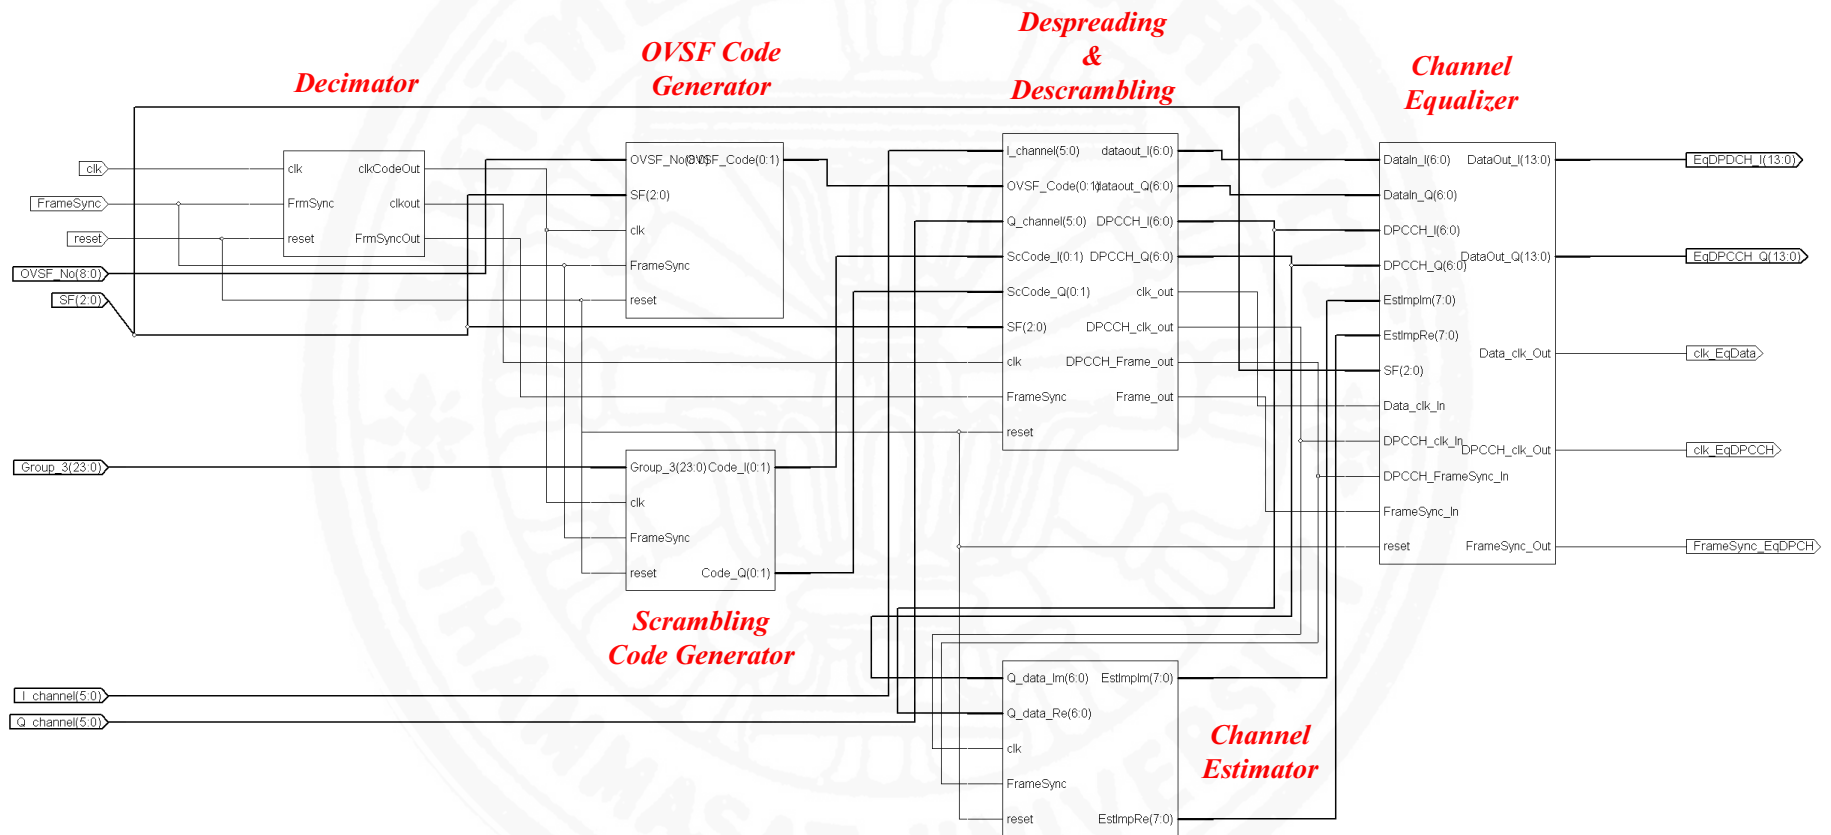 Decimator
OVSF Code
Generator
Despreading
&
Descrambling
Channel
Equalizer
clk
FrameSync
reset
OVSF_No(8:0)
SF(2:0)
Group_3(23:0)
I_channel(5:0)
Q_channel(5:0)
clk clkCodeOut
FrmSync clkout
reset FrmSyncOut
OVSF_No(8:0) OVSF_Code(0:1)
SF(2:0)
clk
FrameSync
reset
Group_3(23:0) Code_I(0:1)
clk
FrameSync
reset Code_Q(0:1)
Scrambling
Code Generator
I_channel(5:0) dataout_I(6:0)
OVSF_Code(0:1) dataout_Q(6:0)
Q_channel(5:0) DPCCH_I(6:0)
ScCode_I(0:1) DPCCH_Q(6:0)
ScCode_Q(0:1) clk_out
SF(2:0) DPCCH_clk_out
clk DPCCH_Frame_out
FrameSync Frame_out
reset
Q_data_Im(6:0) EstImpIm(7:0)
Q_data_Re(6:0)
clk
FrameSync
reset EstImpRe(7:0)
Channel
Estimator
DataIn_I(6:0) DataOut_I(13:0)
DataIn_Q(6:0)
DPCCH_I(6:0)
DPCCH_Q(6:0) DataOut_Q(13:0)
EstImpIm(7:0)
EstImpRe(7:0)
Data_clk_Out
SF(2:0)
Data_clk_In
DPCCH_clk_In DPCCH_clk_Out
DPCCH_FrameSync_In
FrameSync_In
reset FrameSync_Out
EqDPDCH_I(13:0)
EqDPCCH_Q(13:0)
clk_EqData
clk_EqDPCCH
FrameSync_EqDPCH
THAMMASAT UNIVERSITY